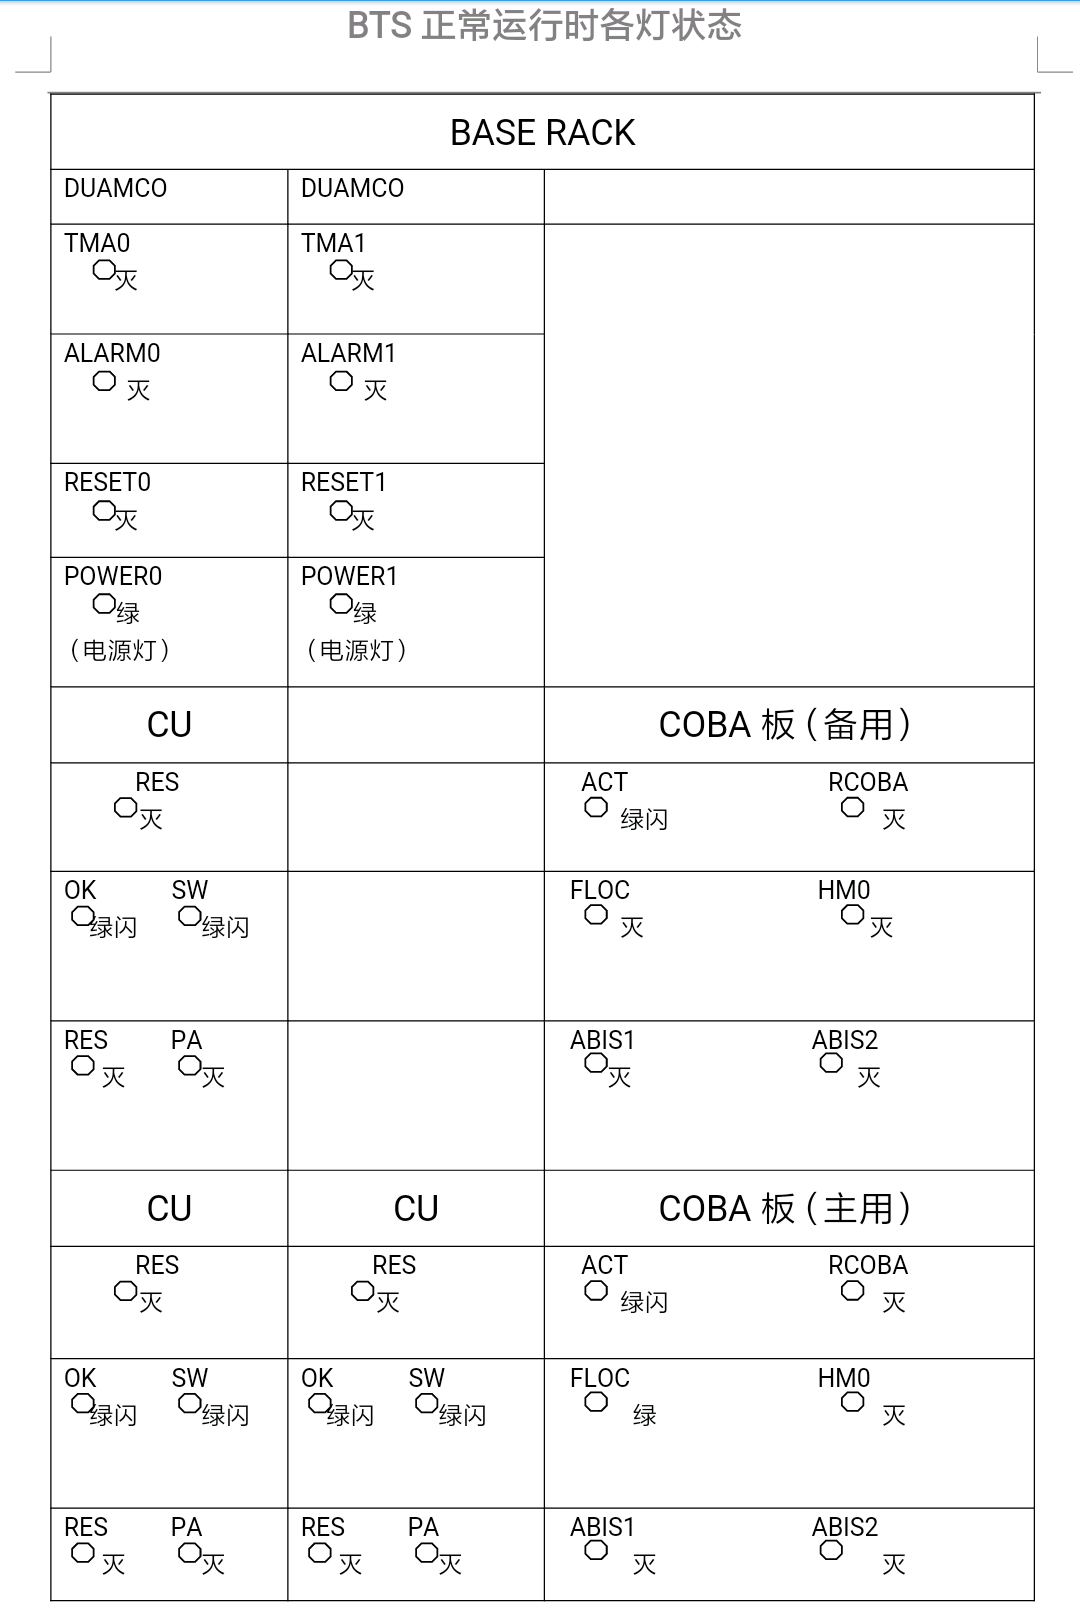 BTS 正常运行时各灯状态
BASE RACK
DUAMCO DUAMCO
TMA0 TMA1
灭 灭
ALARM0 ALARM1
灭 灭
RESET0 RESET1
灭 灭
POWER0 POWER1
绿 绿
（电源灯） （电源灯）
CU COBA 板（备用）
RES ACT RCOBA
灭 绿闪 灭
OK SW FLOC HM0
绿闪 绿闪 灭 灭
RES PA ABIS1 ABIS2
灭 灭 灭 灭
CU CU COBA 板（主用）
RES RES ACT RCOBA
灭 灭 绿闪 灭
OK SW OK SW FLOC HM0
绿闪 绿闪 绿闪 绿闪 绿 灭
RES PA RES PA ABIS1 ABIS2
灭 灭 灭 灭 灭 灭